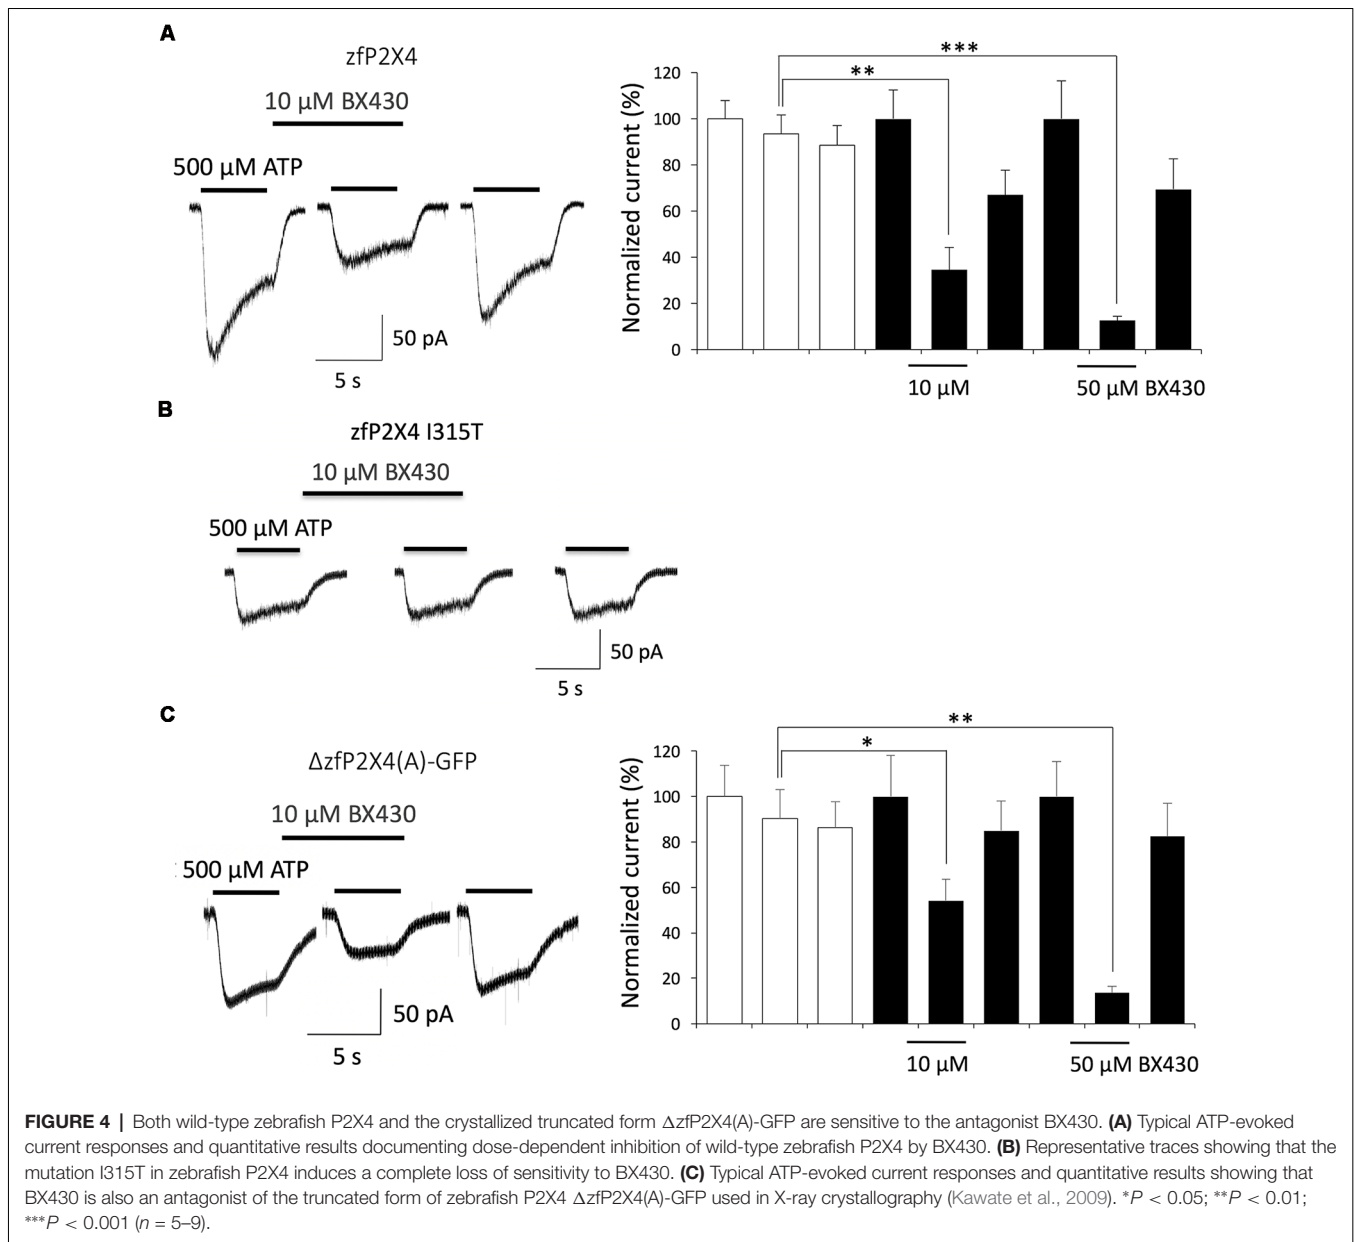 A
zfP2X4
10 µM BX430
500 µM ATP
50 pA
5 s
***
**
Normalized current (%)
120
100
80
60
40
20
0
10 µM
50 µM BX430
B
zfP2X4 I315T
10 µM BX430
500 µM ATP
50 pA
5 s
C
ΔzfP2X4(A)-GFP
10 µM BX430
500 µM ATP
50 pA
5 s
**
*
Normalized current (%)
120
100
80
60
40
20
0
10 µM
50 µM BX430
FIGURE 4 | Both wild-type zebrafish P2X4 and the crystallized truncated form ΔzfP2X4(A)-GFP are sensitive to the antagonist BX430. (A) Typical ATP-evoked
current responses and quantitative results documenting dose-dependent inhibition of wild-type zebrafish P2X4 by BX430. (B) Representative traces showing that the
mutation I315T in zebrafish P2X4 induces a complete loss of sensitivity to BX430. (C) Typical ATP-evoked current responses and quantitative results showing that
BX430 is also an antagonist of the truncated form of zebrafish P2X4 ΔzfP2X4(A)-GFP used in X-ray crystallography (Kawate et al., 2009). *P < 0.05; **P < 0.01;
***P < 0.001 (n = 5–9).